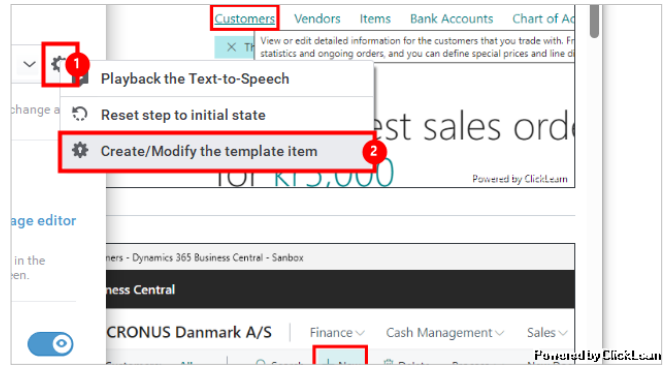 Customers Vendors Items Bank Accounts Chart of Ac
View or edit detailed information for the customers that you trade with. Fr
statistics and ongoing orders, and you can define special prices and line di
1
Playback the Text-to-Speech
change a
Reset step to initial state
est sales orde
Create/Modify the template item
2
for kr5,000
Powered by ClickLearn
age editor
in the
een.
ners - Dynamics 365 Business Central - Sanbox
ness Central
CRONUS Danmark A/S Finance Cash Management Sales
Powered by ClickLearn